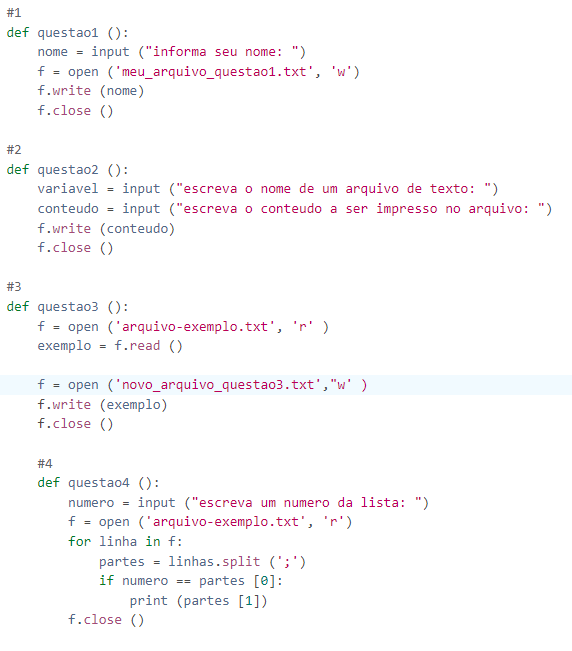 #1
def questao1 ():
    nome = input ("informa seu nome: ")
    f = open ('meu_arquivo_questao1.txt', 'w')
    f.write (nome)
    f.close ()

#2
def questao2 ():
    variavel = input ("escreva o nome de um arquivo de texto: ")
    conteudo = input ("escreva o conteudo a ser impresso no arquivo: ")
    f.write (conteudo)
    f.close ()

#3
def questao3 ():
    f = open ('arquivo-exemplo.txt', 'r' )
    exemplo = f.read ()

    f = open ('novo_arquivo_questao3.txt',"w' )
    f.write (exemplo)
    f.close ()

    #4
    def questao4 ():
        numero = input ("escreva um numero da lista: ")
        f = open ('arquivo-exemplo.txt', 'r')
        for linha in f:
            partes = linhas.split (';')
            if numero == partes [0]:
                print (partes [1])
        f.close ()